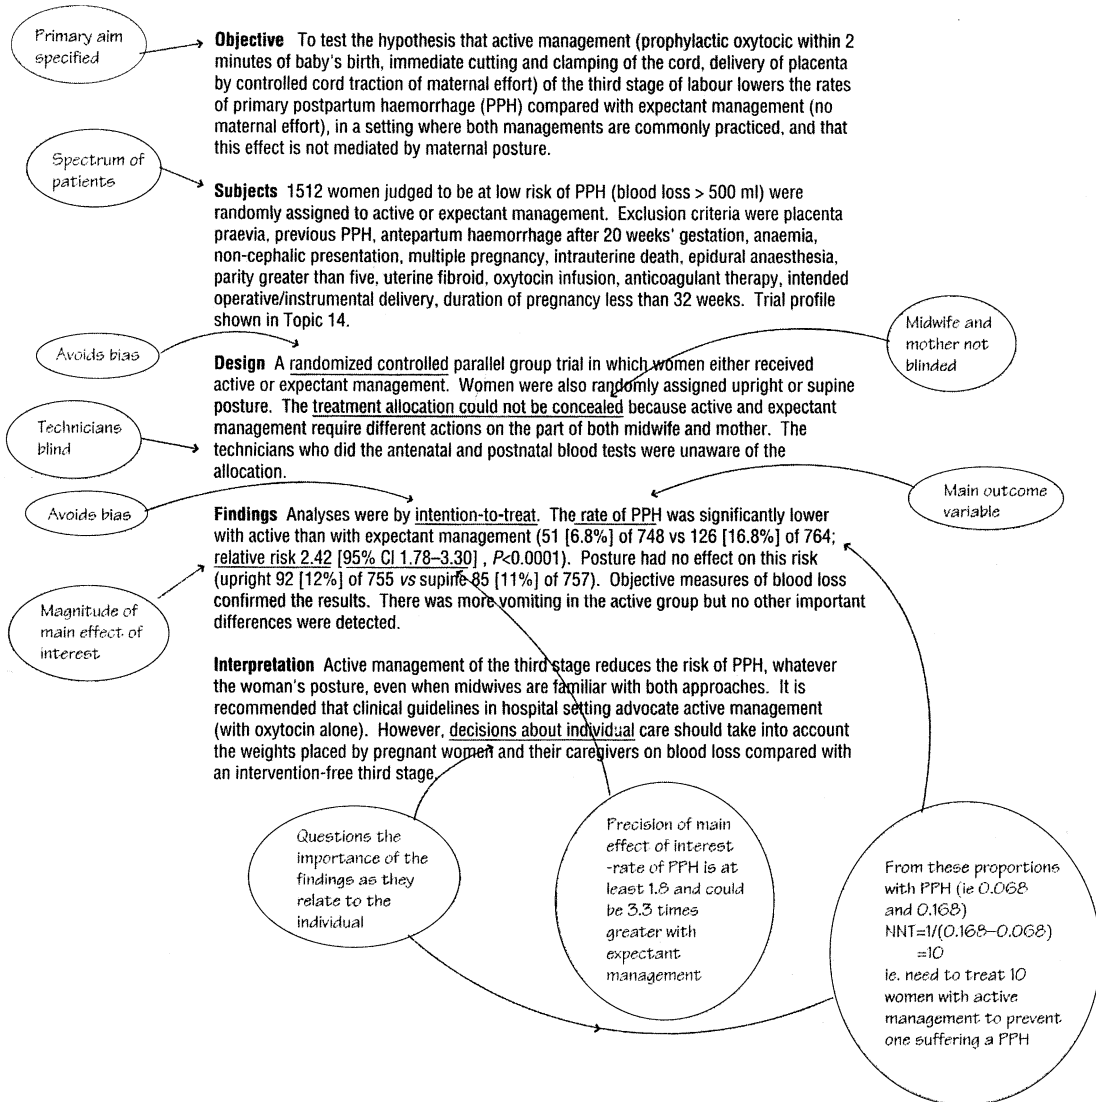 Primary aim
specified
Objective To test the hypothesis that active management (prophylactic oxytocic within 2
minutes of baby's birth, immediate cutting and clamping of the cord, delivery of placenta
by controlled cord traction of maternal effort) of the third stage of labour lowers the rates
of primary postpartum haemorrhage (PPH) compared with expectant management (no
maternal effort), in a setting where both managements are commonly practiced, and that
this effect is not mediated by maternal posture.
Spectrum of
patients
Subjects 1512 women judged to be at low risk of PPH (blood loss > 500 ml) were
randomly assigned to active or expectant management. Exclusion criteria were placenta
praevia, previous PPH, antepartum haemorrhage after 20 weeks' gestation, anaemia,
non-cephalic presentation, multiple pregnancy, intrauterine death, epidural anaesthesia,
parity greater than five, uterine fibroid, oxytocin infusion, anticoagulant therapy, intended
operative/instrumental delivery, duration of pregnancy less than 32 weeks. Trial profile
shown in Topic 14.
Avoids bias
Midwife and
mother not
blinded
Design A randomized controlled parallel group trial in which women either received
active or expectant management. Women were also randomly assigned upright or supine
posture. The treatment allocation could not be concealed because active and expectant
management require different actions on the part of both midwife and mother. The
technicians who did the antenatal and postnatal blood tests were unaware of the
allocation.
Technicians
blind
Avoids bias
Main outcome
variable
Findings Analyses were by intention-to-treat. The rate of PPH was significantly lower
with active than with expectant management (51 [6.8%] of 748 vs 126 [16.8%] of 764;
relative risk 2.42 [95% CI 1.78–3.30] , P<0.0001). Posture had no effect on this risk
(upright 92 [12%] of 755 vs supine 85 [11%] of 757). Objective measures of blood loss
confirmed the results. There was more vomiting in the active group but no other important
differences were detected.
Magnitude of
main effect of
interest
Interpretation Active management of the third stage reduces the risk of PPH, whatever
the woman's posture, even when midwives are familiar with both approaches. It is
recommended that clinical guidelines in hospital setting advocate active management
(with oxytocin alone). However, decisions about individual care should take into account
the weights placed by pregnant women and their caregivers on blood loss compared with
an intervention-free third stage.
Questions the
importance of the
findings as they
relate to the
individual
Precision of main
effect of interest
-rate of PPH is at
least 1.8 and could
be 3.3 times
greater with
expectant
management
From these proportions
with PPH (ie 0.068
and 0.168)
NNT=1/(0.168–0.068)
=10
ie. need to treat 10
women with active
management to prevent
one suffering a PPH